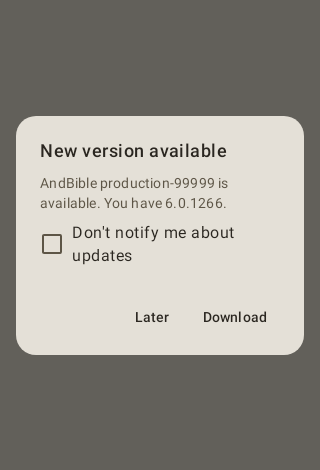 New version available
AndBible production-99999 is
available. You have 6.0.1266.
Don't notify me about
updates
Later
Download